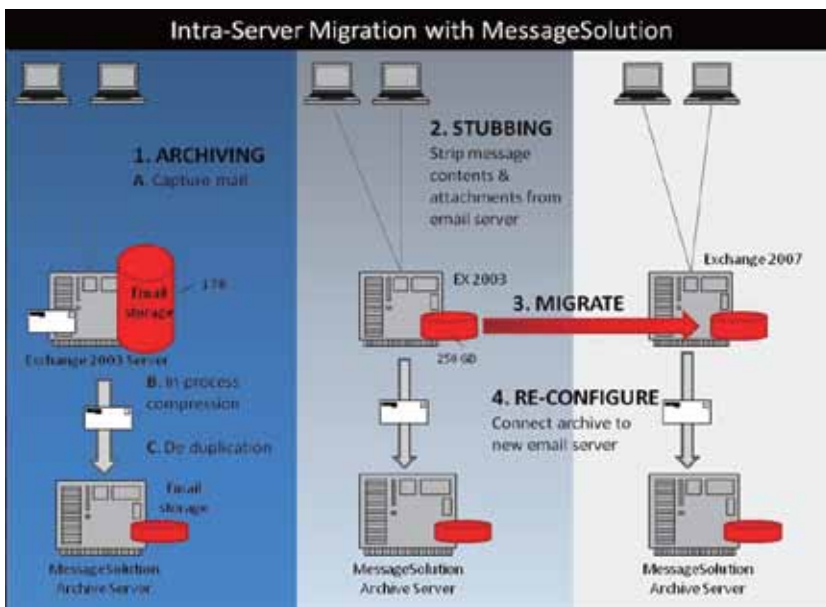 Intra-Server Migration with MessageSolution
1. ARCHIVING
A. Capture mail
Email
storage
1TB
Exchange 2003 Server
B. In process
compression
C. De duplication
Email
storage
MessageSolution
Archive Server
2. STUBBING
Strip message
contents &
attachments from
email server
EX 2003
250 GB
3. MIGRATE
MessageSolution
Archive Server
Exchange 2007
4. RE-CONFIGURE
Connect archive to
new email server
MessageSolution
Archive Server